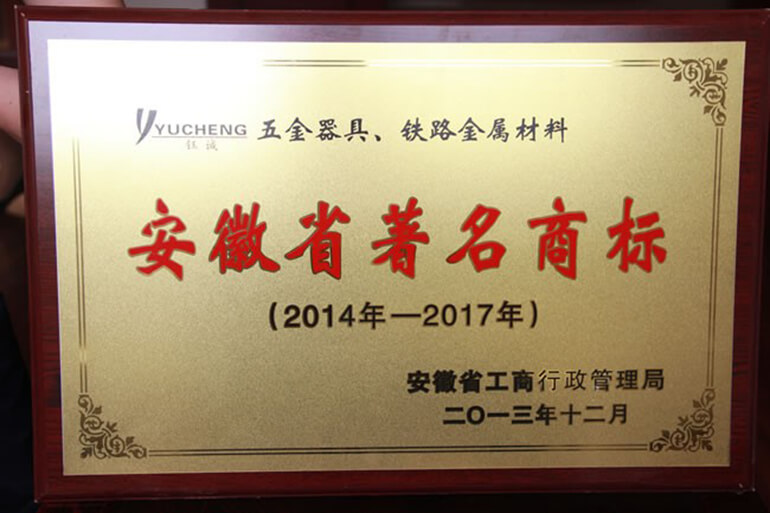 YUCHENG 五金器具、铁路金属材料
钰诚
安徽省著名商标
(2014年—2017年)
安徽省工商行政管理局
二〇一三年十二月